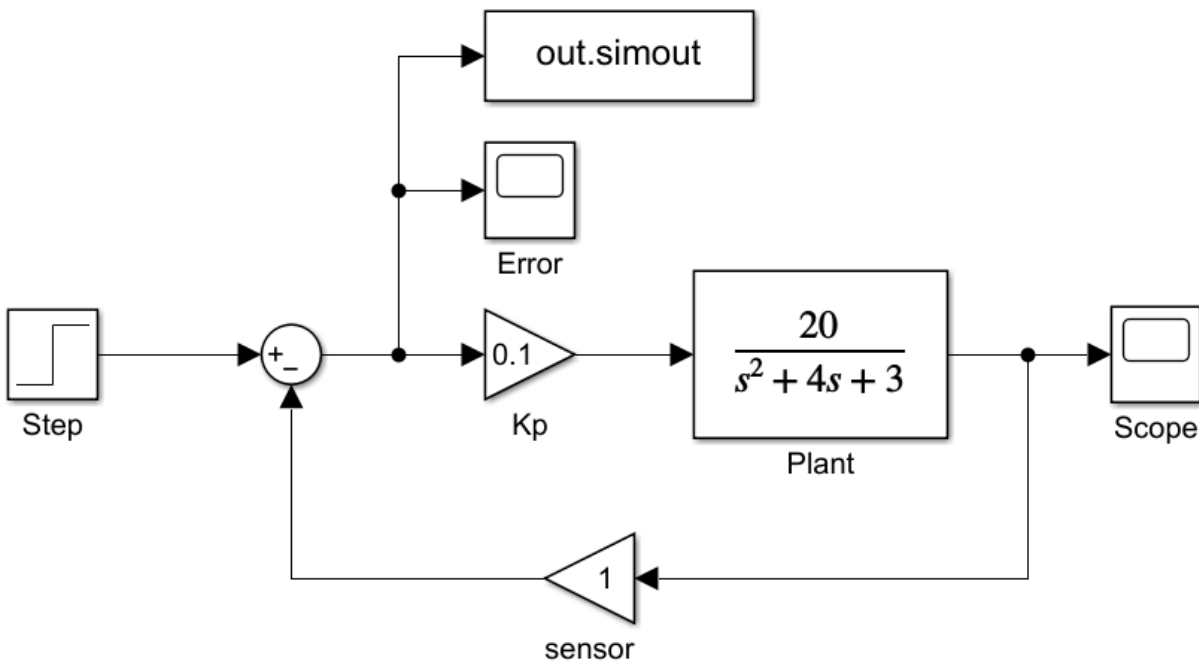 out.simout
Error
Step
+
−
0.1
Kp
20
s² + 4s + 3
Plant
Scope
1
sensor